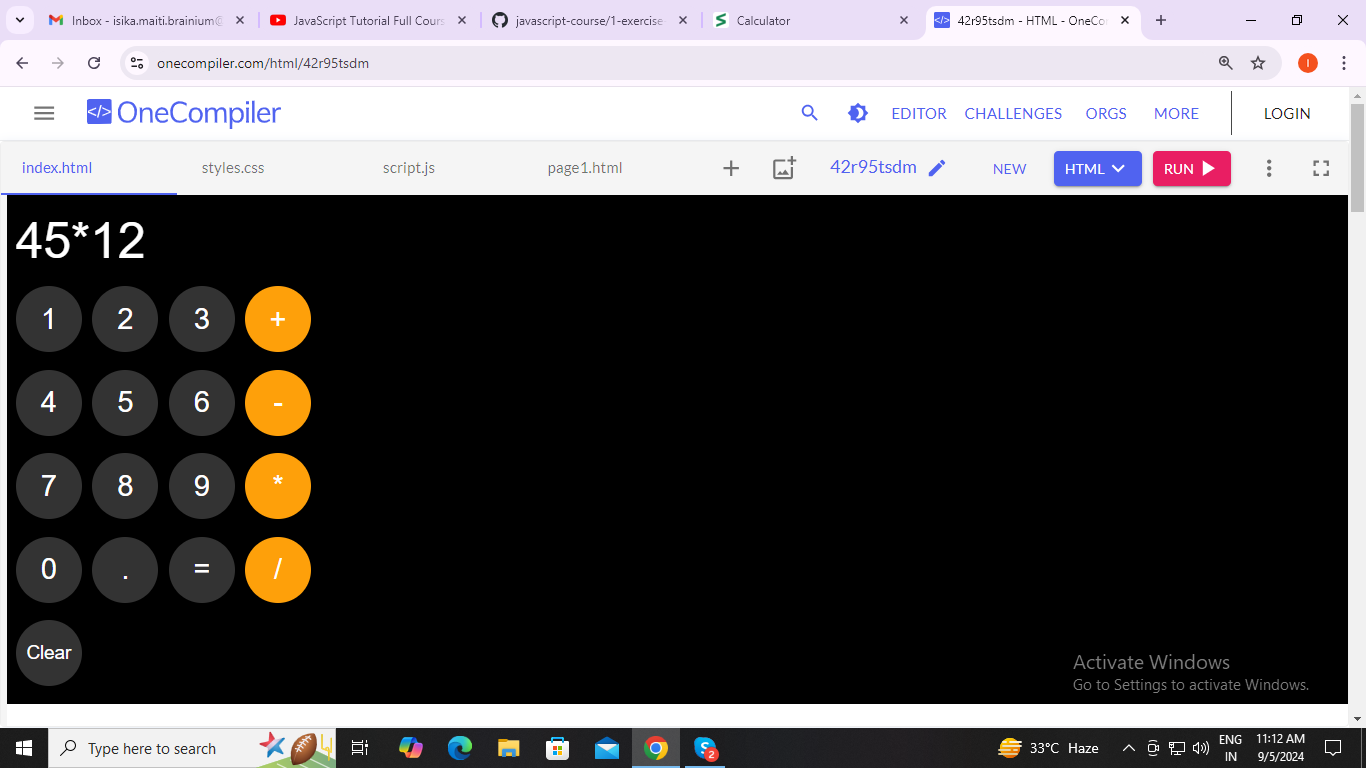 Inbox - isika.maiti.brainium@
JavaScript Tutorial Full Cours
javascript-course/1-exercise-
Calculator
42r95tsdm - HTML - OneCo
onecompiler.com/html/42r95tsdm
I
</> OneCompiler
EDITOR CHALLENGES ORGS MORE LOGIN
index.html styles.css script.js page1.html 42r95tsdm NEW HTML RUN
45*12
1 2 3 +
4 5 6 -
7 8 9 *
0 . = /
Clear
Activate Windows
Go to Settings to activate Windows.
Type here to search
2
33°C Haze
ENG
IN
11:12 AM
9/5/2024